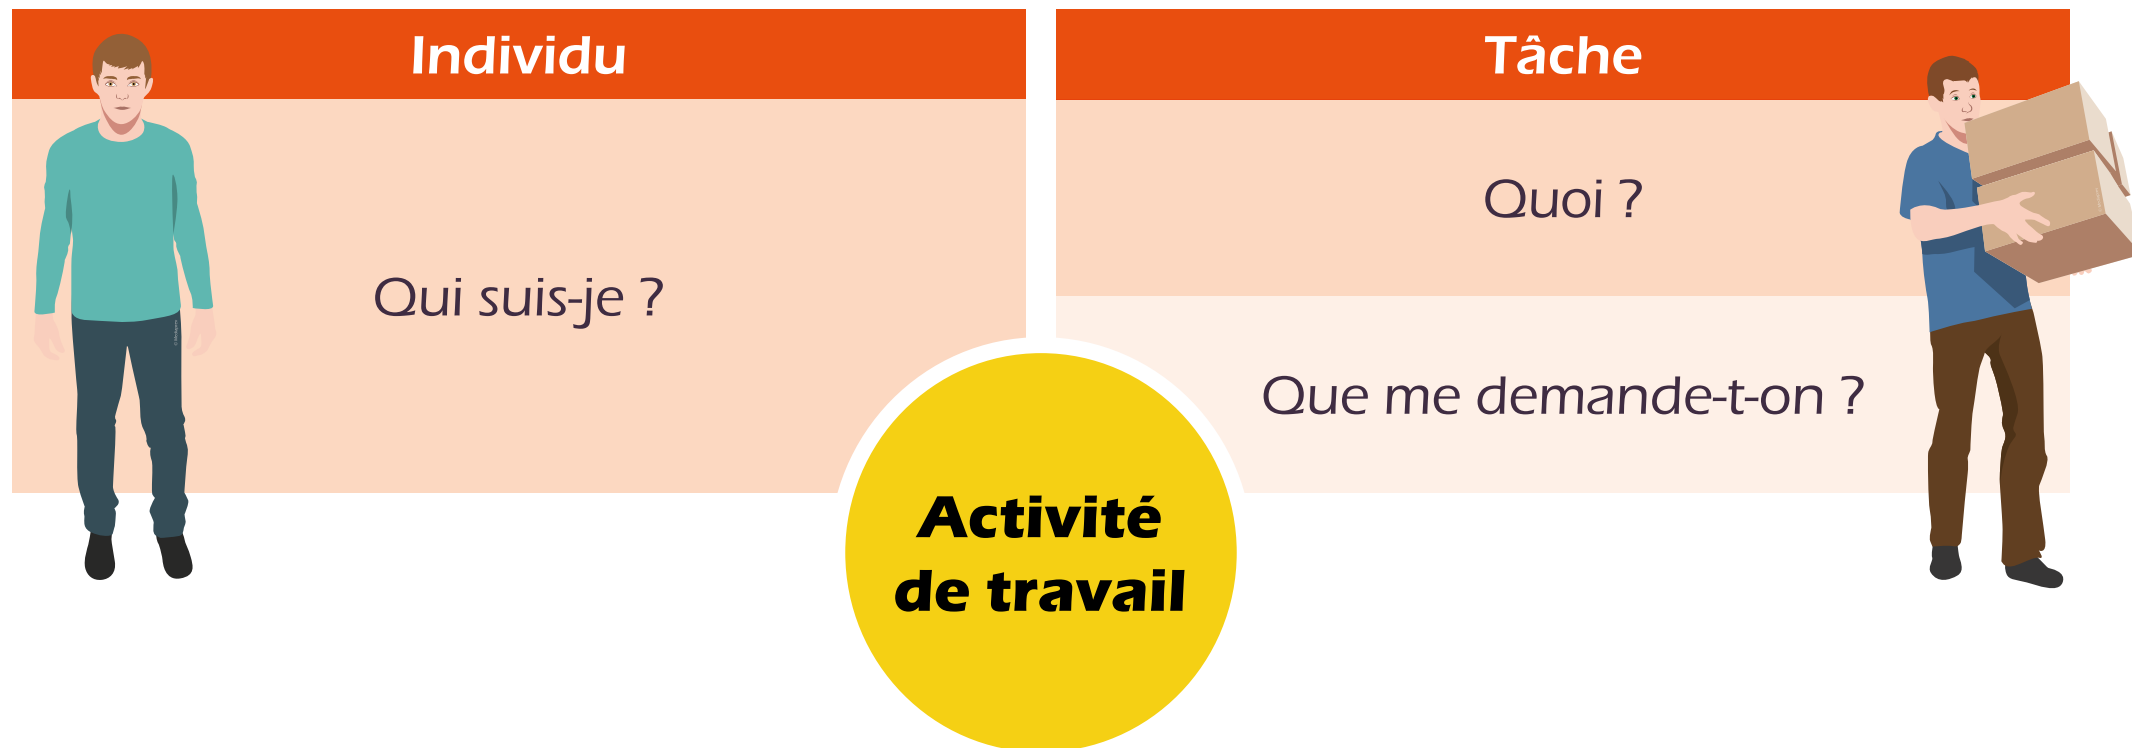 Individu
Tâche
Qui suis-je ?
Quoi ?
Que me demande-t-on ?
Activité
de travail